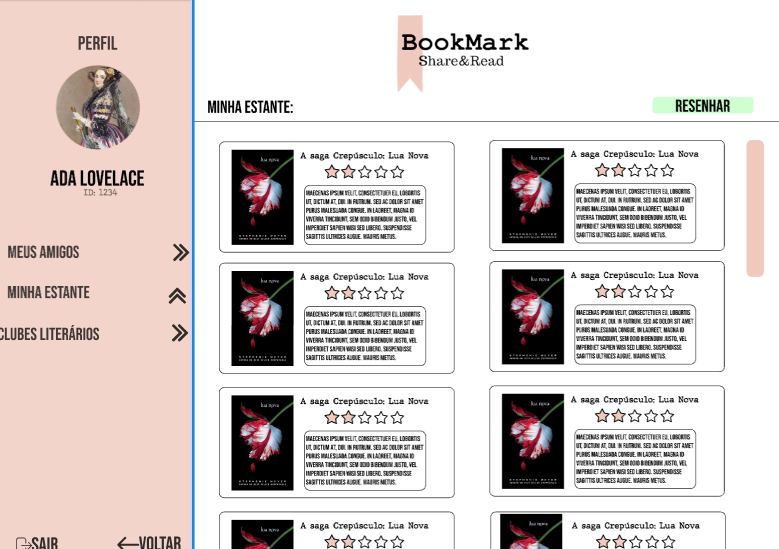 PERFIL
ADA LOVELACE
ID: 1234
MEUS AMIGOS
MINHA ESTANTE
CLUBES LITERÁRIOS
SAIR
VOLTAR
BookMark
Share&Read
MINHA ESTANTE:
RESENHAR
lua nova
STEPHENIE MEYER
A saga Crepúsculo: Lua Nova
MAECENAS IPSUM VELIT, CONSECTETUER EU, LOBORTIS
UT, DICTUM AT, DUI. IN RUTRUM. SED AC DOLOR SIT AMET
PURUS MALESUADA CONGUE. IN LAOREET, MAGNA ID
VIVERRA TINCIDUNT, SEM ODIO BIBENDUM JUSTO, VEL
IMPERDIET SAPIEN WISI SED LIBERO. SUSPENDISSE
SAGITTIS ULTRICES AUGUE. MAURIS METUS.
lua nova
STEPHENIE MEYER
A saga Crepúsculo: Lua Nova
MAECENAS IPSUM VELIT, CONSECTETUER EU, LOBORTIS
UT, DICTUM AT, DUI. IN RUTRUM. SED AC DOLOR SIT AMET
PURUS MALESUADA CONGUE. IN LAOREET, MAGNA ID
VIVERRA TINCIDUNT, SEM ODIO BIBENDUM JUSTO, VEL
IMPERDIET SAPIEN WISI SED LIBERO. SUSPENDISSE
SAGITTIS ULTRICES AUGUE. MAURIS METUS.
lua nova
STEPHENIE MEYER
A saga Crepúsculo: Lua Nova
MAECENAS IPSUM VELIT, CONSECTETUER EU, LOBORTIS
UT, DICTUM AT, DUI. IN RUTRUM. SED AC DOLOR SIT AMET
PURUS MALESUADA CONGUE. IN LAOREET, MAGNA ID
VIVERRA TINCIDUNT, SEM ODIO BIBENDUM JUSTO, VEL
IMPERDIET SAPIEN WISI SED LIBERO. SUSPENDISSE
SAGITTIS ULTRICES AUGUE. MAURIS METUS.
lua nova
STEPHENIE MEYER
A saga Crepúsculo: Lua Nova
MAECENAS IPSUM VELIT, CONSECTETUER EU, LOBORTIS
UT, DICTUM AT, DUI. IN RUTRUM. SED AC DOLOR SIT AMET
PURUS MALESUADA CONGUE. IN LAOREET, MAGNA ID
VIVERRA TINCIDUNT, SEM ODIO BIBENDUM JUSTO, VEL
IMPERDIET SAPIEN WISI SED LIBERO. SUSPENDISSE
SAGITTIS ULTRICES AUGUE. MAURIS METUS.
lua nova
STEPHENIE MEYER
A saga Crepúsculo: Lua Nova
MAECENAS IPSUM VELIT, CONSECTETUER EU, LOBORTIS
UT, DICTUM AT, DUI. IN RUTRUM. SED AC DOLOR SIT AMET
PURUS MALESUADA CONGUE. IN LAOREET, MAGNA ID
VIVERRA TINCIDUNT, SEM ODIO BIBENDUM JUSTO, VEL
IMPERDIET SAPIEN WISI SED LIBERO. SUSPENDISSE
SAGITTIS ULTRICES AUGUE. MAURIS METUS.
lua nova
STEPHENIE MEYER
A saga Crepúsculo: Lua Nova
MAECENAS IPSUM VELIT, CONSECTETUER EU, LOBORTIS
UT, DICTUM AT, DUI. IN RUTRUM. SED AC DOLOR SIT AMET
PURUS MALESUADA CONGUE. IN LAOREET, MAGNA ID
VIVERRA TINCIDUNT, SEM ODIO BIBENDUM JUSTO, VEL
IMPERDIET SAPIEN WISI SED LIBERO. SUSPENDISSE
SAGITTIS ULTRICES AUGUE. MAURIS METUS.
lua nova
A saga Crepúsculo: Lua Nova
lua nova
A saga Crepúsculo: Lua Nova